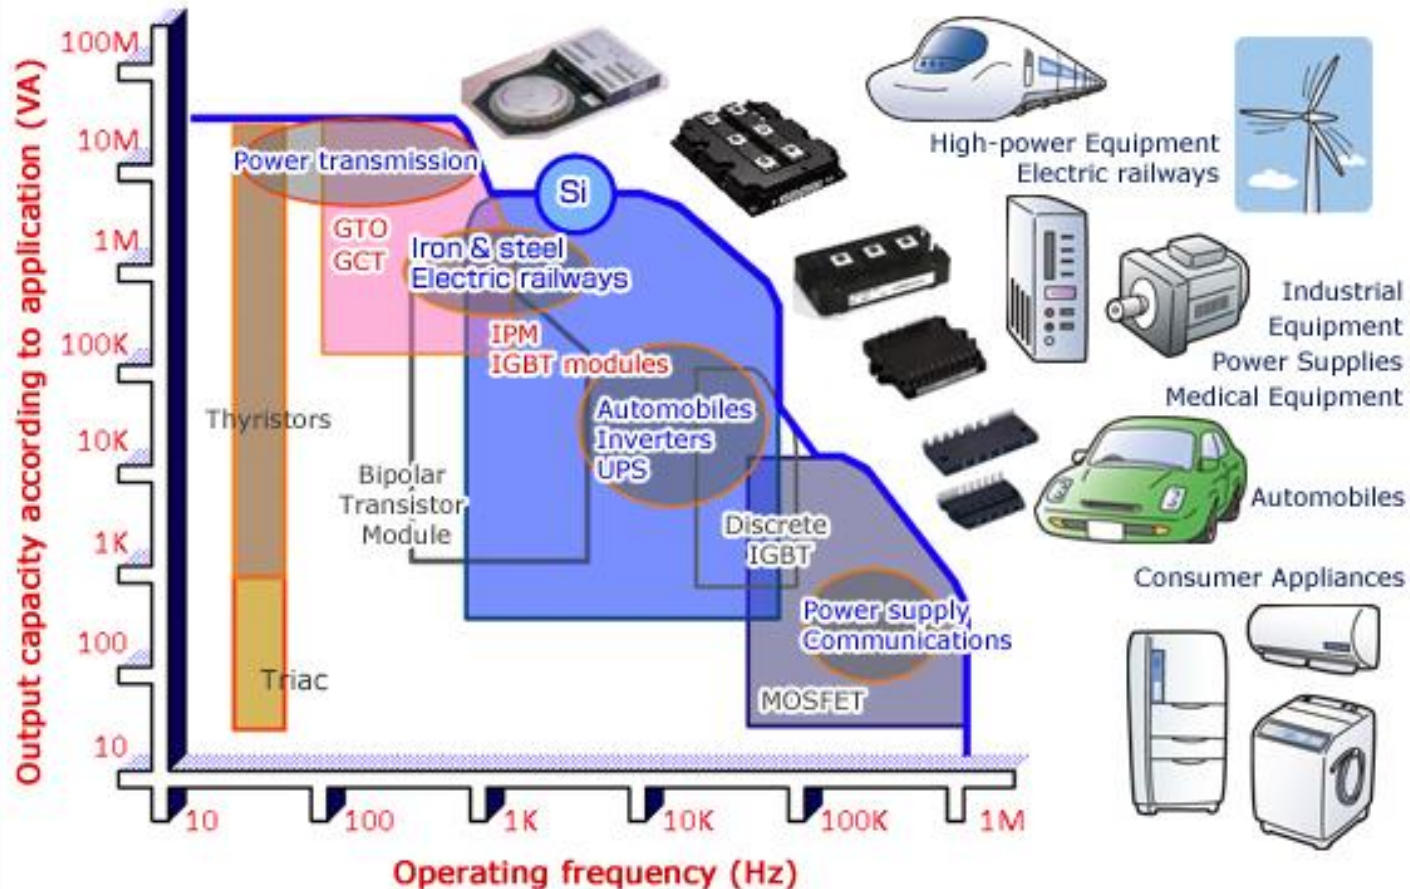 Output capacity according to application (VA)
100M
10M
1M
100K
10K
1K
100
10
Power transmission
Si
GTO
GCT
Iron & steel
Electric railways
IPM
IGBT modules
Thyristors
Automobiles
Inverters
UPS
Bipolar
Transistor
Module
Discrete
IGBT
Power supply
Communications
Triac
MOSFET
10
100
1K
10K
100K
1M
Operating frequency (Hz)
High-power Equipment
Electric railways
Industrial
Equipment
Power Supplies
Medical Equipment
Automobiles
Consumer Appliances